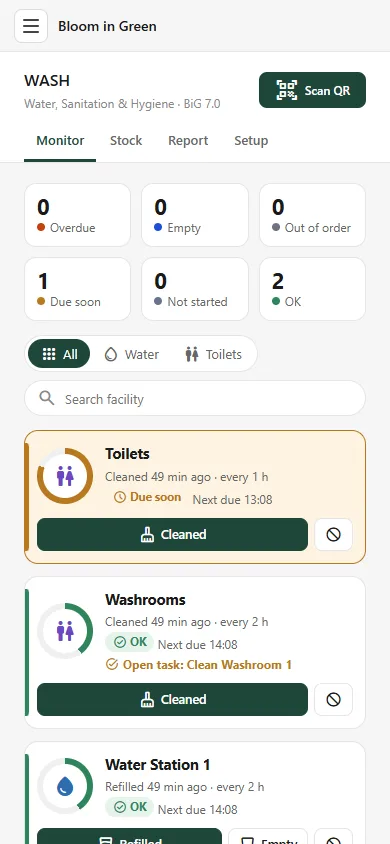 Bloom in Green
WASH
Water, Sanitation & Hygiene · BiG 7.0
Scan QR
Monitor Stock Report Setup
0 0 0
Overdue Empty Out of order
1 0 2
Due soon Not started OK
All Water Toilets
Search facility
Toilets
Cleaned 49 min ago · every 1 h
Due soon Next due 13:08
Cleaned
Washrooms
Cleaned 49 min ago · every 2 h
OK Next due 14:08
Open task: Clean Washroom 1
Cleaned
Water Station 1
Refilled 49 min ago · every 2 h
OK Next due 14:08
Refilled Empty